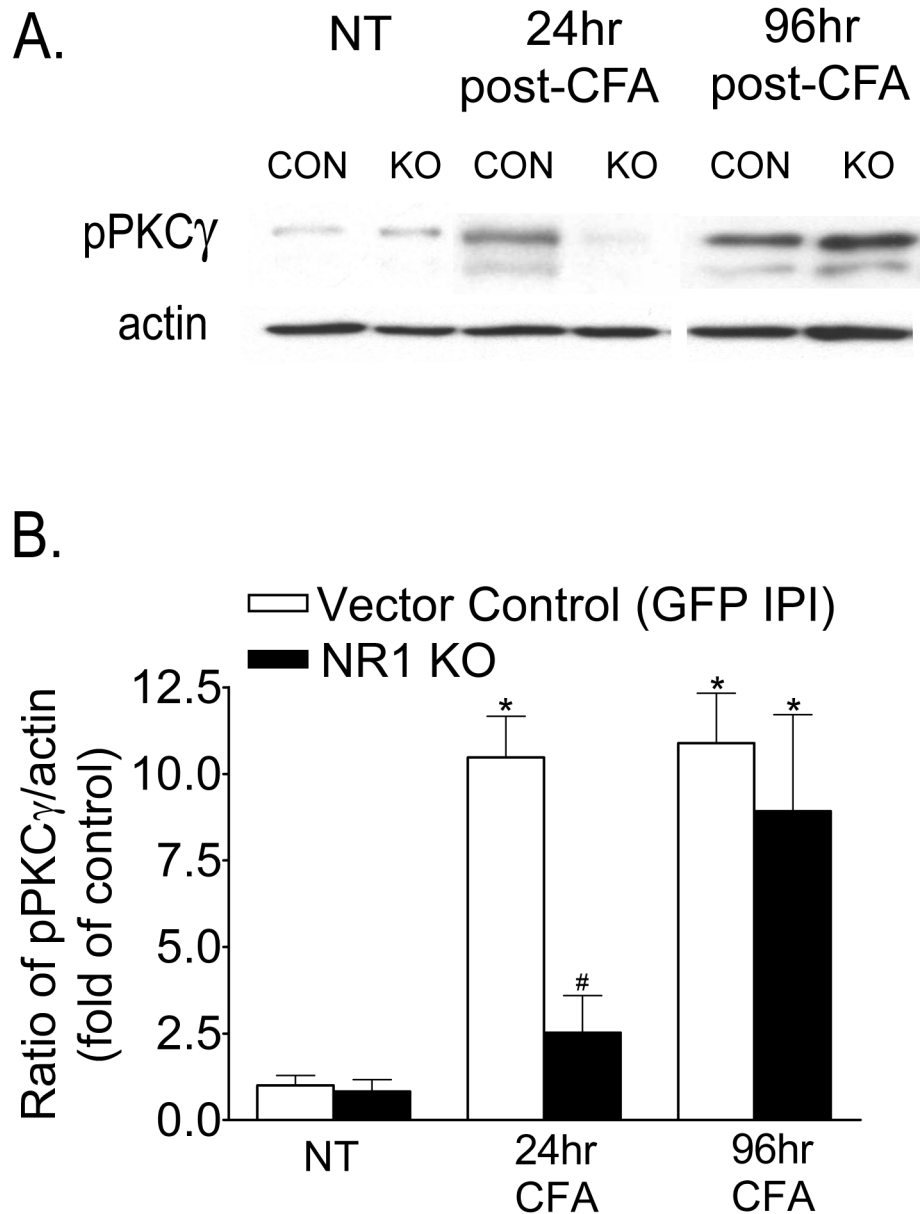 A.
NT 24hr post-CFA 96hr post-CFA
CON KO CON KO CON KO
pPKCγ
actin
B.
Vector Control (GFP IPI)
NR1 KO
Ratio of pPKCγ/actin
(fold of control)
12.5
10.0
7.5
5.0
2.5
0.0
* # * *
NT 24hr CFA 96hr CFA